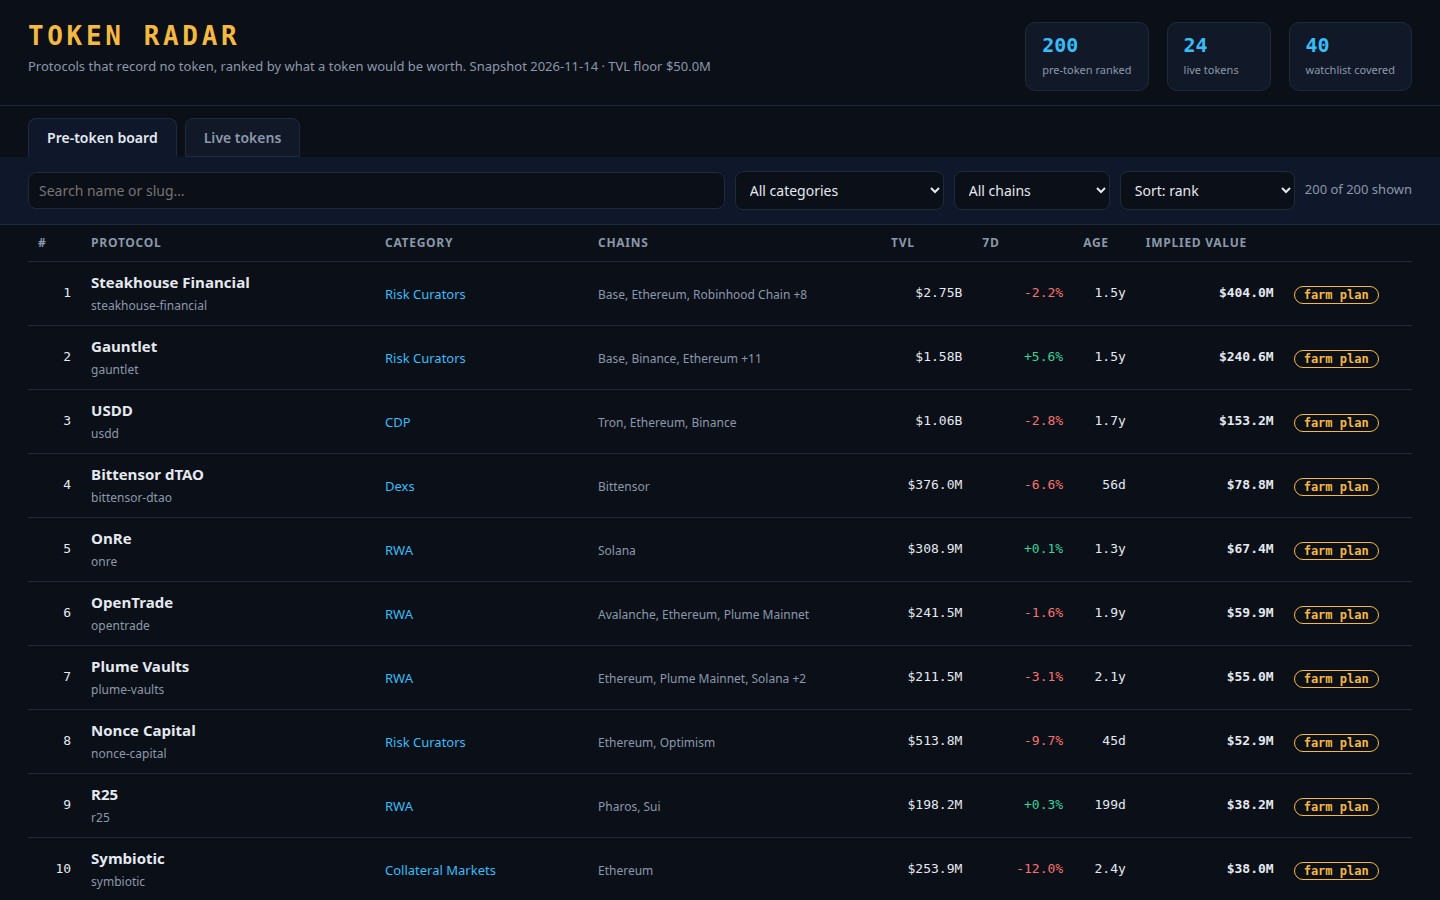 TOKEN RADAR
Protocols that record no token, ranked by what a token would be worth. Snapshot 2026-11-14 · TVL floor $50.0M
200
pre-token ranked
24
live tokens
40
watchlist covered
Pre-token board
Live tokens
Search name or slug...
All categories
All chains
Sort: rank
200 of 200 shown
# PROTOCOL CATEGORY CHAINS TVL 7D AGE IMPLIED VALUE
1 Steakhouse Financial Risk Curators Base, Ethereum, Robinhood Chain +8 $2.75B -2.2% 1.5y $404.0M farm plan
steakhouse-financial
2 Gauntlet Risk Curators Base, Binance, Ethereum +11 $1.58B +5.6% 1.5y $240.6M farm plan
gauntlet
3 USDD CDP Tron, Ethereum, Binance $1.06B -2.8% 1.7y $153.2M farm plan
usdd
4 Bittensor dTAO Dexs Bittensor $376.0M -6.6% 56d $78.8M farm plan
bittensor-dtao
5 OnRe RWA Solana $308.9M +0.1% 1.3y $67.4M farm plan
onre
6 OpenTrade RWA Avalanche, Ethereum, Plume Mainnet $241.5M -1.6% 1.9y $59.9M farm plan
opentrade
7 Plume Vaults RWA Ethereum, Plume Mainnet, Solana +2 $211.5M -3.1% 2.1y $55.0M farm plan
plume-vaults
8 Nonce Capital Risk Curators Ethereum, Optimism $513.8M -9.7% 45d $52.9M farm plan
nonce-capital
9 R25 RWA Pharos, Sui $198.2M +0.3% 199d $38.2M farm plan
r25
10 Symbiotic Collateral Markets Ethereum $253.9M -12.0% 2.4y $38.0M farm plan
symbiotic